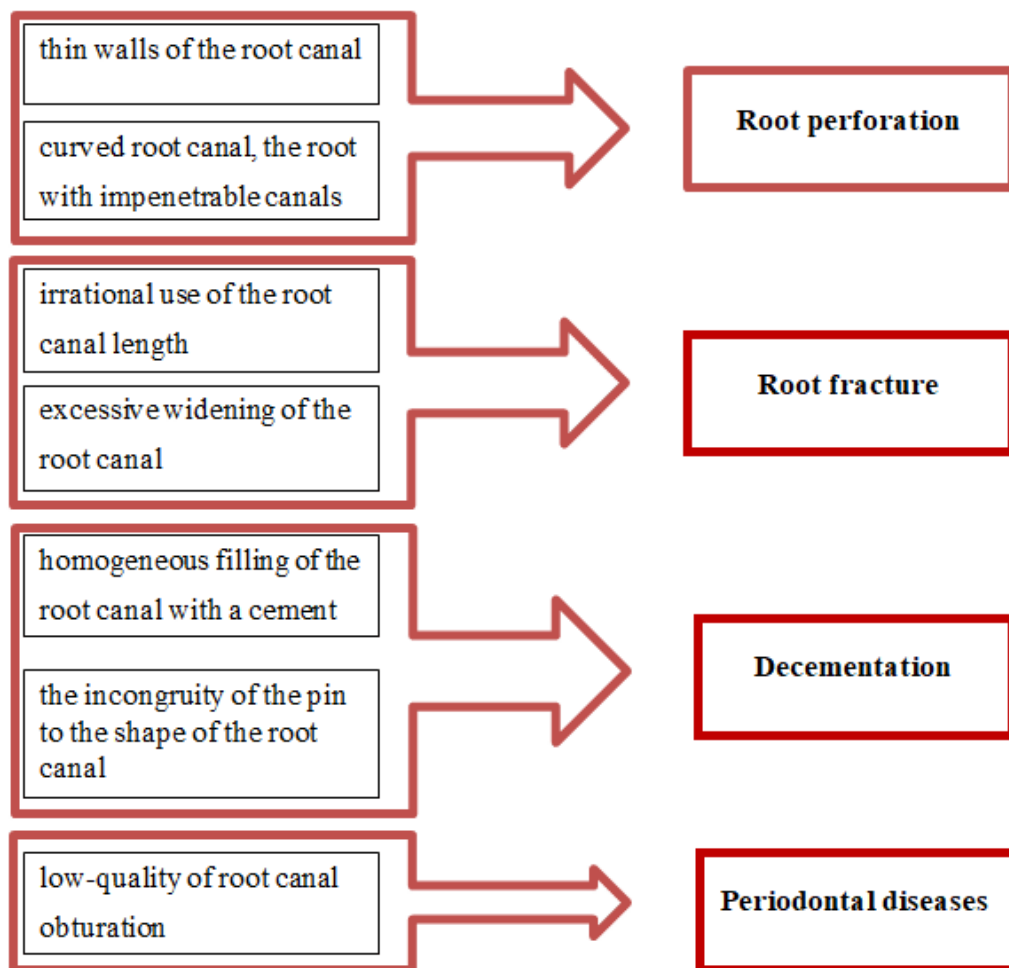 thin walls of the root canal
curved root canal, the root
with impenetrable canals
Root perforation
irrational use of the root
canal length
excessive widening of the
root canal
Root fracture
homogeneous filling of the
root canal with a cement
the incongruity of the pin
to the shape of the root
canal
Decementation
low-quality of root canal
obturation
Periodontal diseases